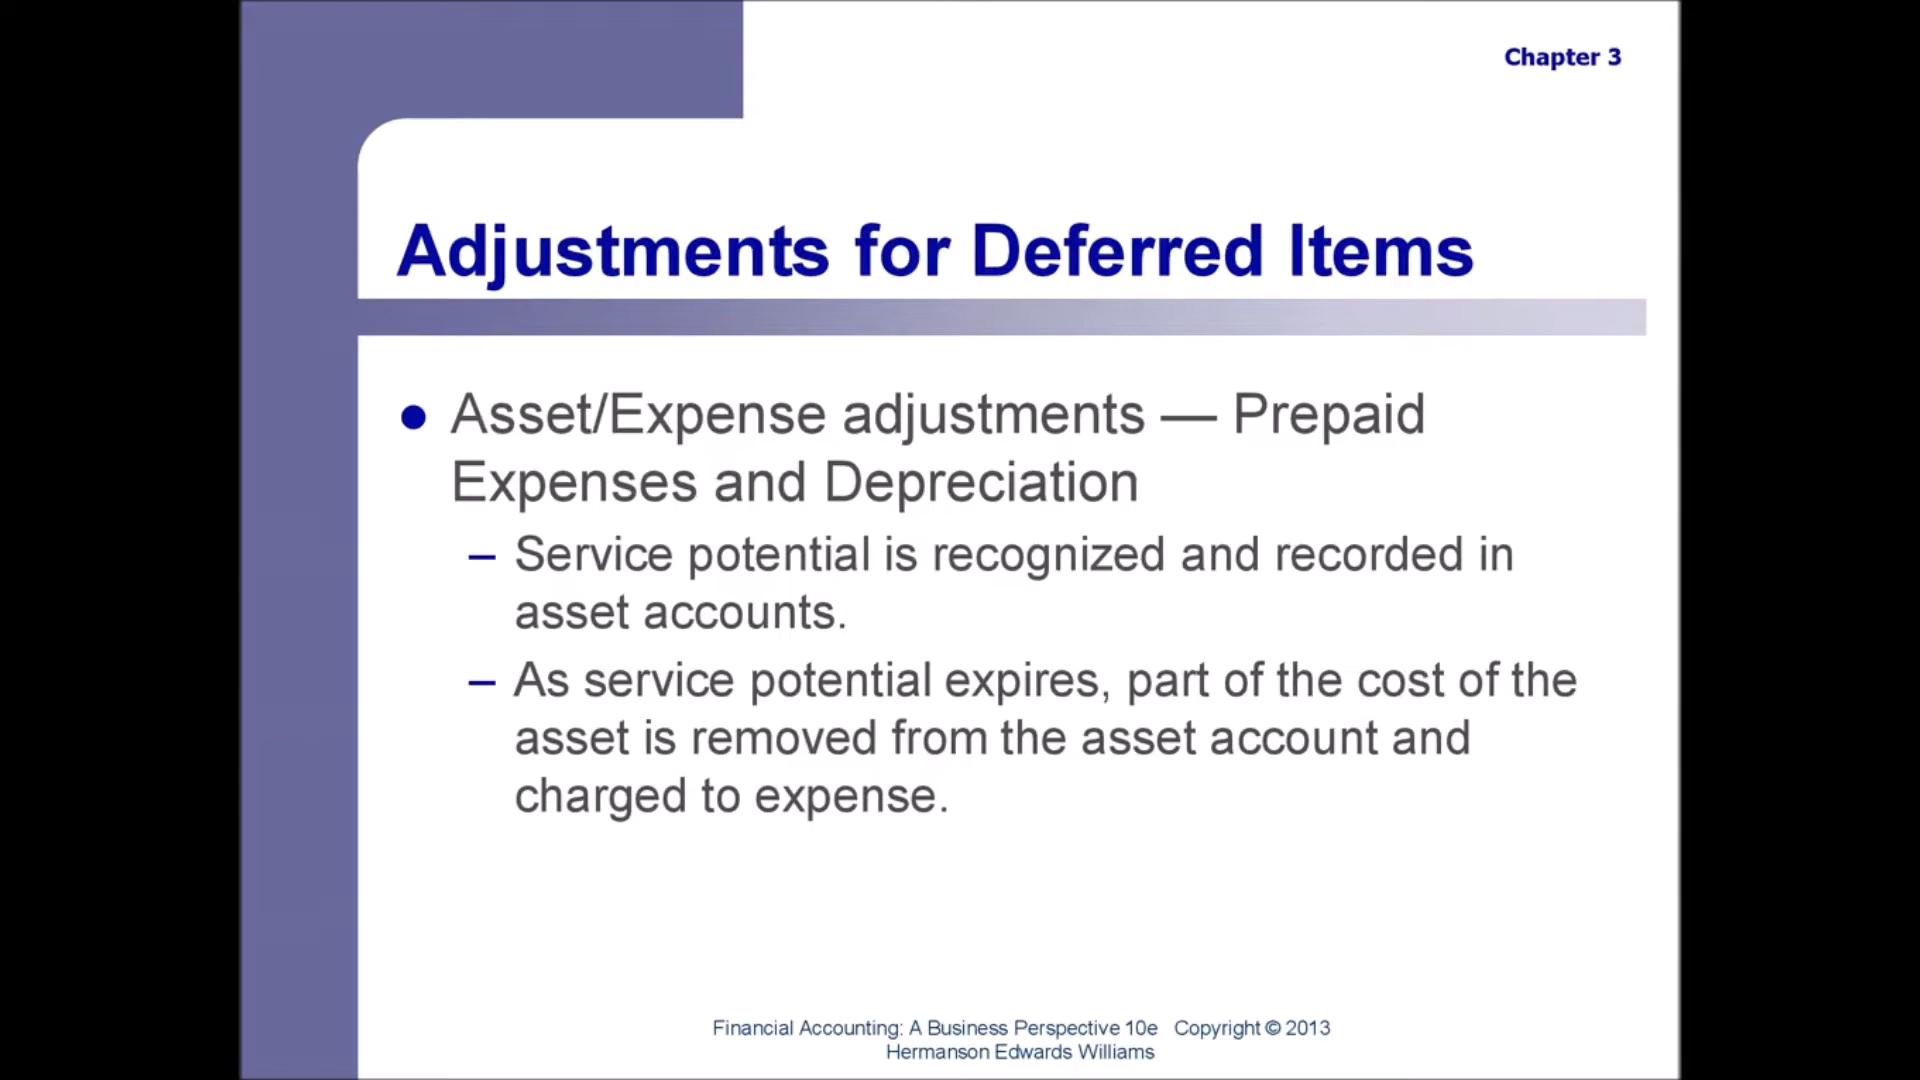 Chapter 3
Adjustments for Deferred Items
● Asset/Expense adjustments — Prepaid
Expenses and Depreciation
– Service potential is recognized and recorded in
asset accounts.
– As service potential expires, part of the cost of the
asset is removed from the asset account and
charged to expense.
Financial Accounting: A Business Perspective 10e Copyright © 2013
Hermanson Edwards Williams